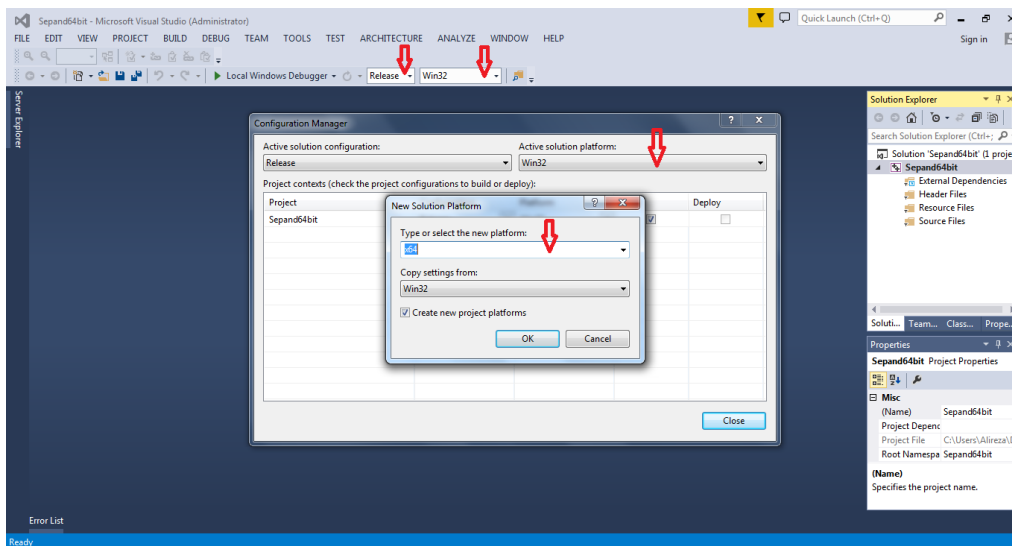 Sepand64bit - Microsoft Visual Studio (Administrator)
Quick Launch (Ctrl+Q)
FILE EDIT VIEW PROJECT BUILD DEBUG TEAM TOOLS TEST ARCHITECTURE ANALYZE WINDOW HELP
Sign in
Local Windows Debugger Release Win32
Server Explorer
Configuration Manager
Active solution configuration:
Active solution platform:
Release
Win32
Project contexts (check the project configurations to build or deploy):
Project Deploy
Sepand64bit
New Solution Platform
Type or select the new platform:
x64
Copy settings from:
Win32
Create new project platforms
OK Cancel
Close
Solution Explorer
Search Solution Explorer (Ctrl+;
Solution 'Sepand64bit' (1 proje
Sepand64bit
External Dependencies
Header Files
Resource Files
Source Files
Soluti... Team... Class... Prope...
Properties
Sepand64bit Project Properties
Misc
(Name) Sepand64bit
Project Depenc
Project File C:\Users\Alireza\
Root Namespa Sepand64bit
(Name)
Specifies the project name.
Error List
Ready